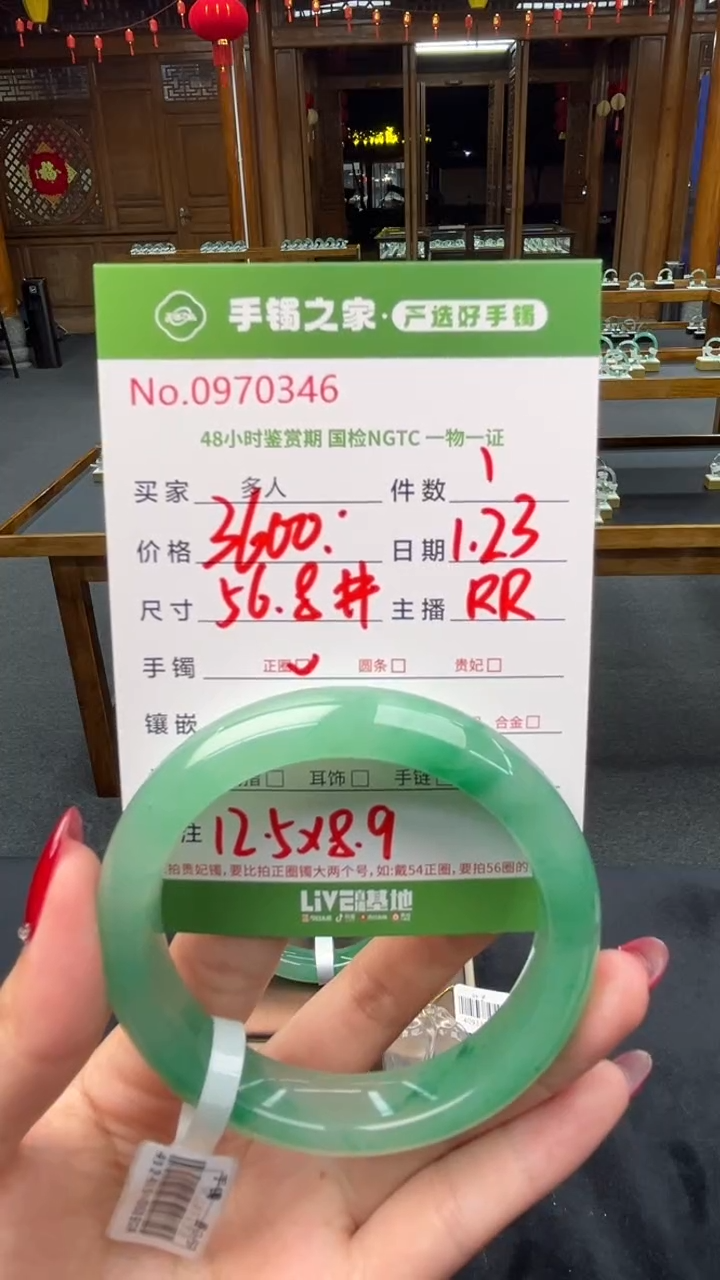 手镯之家·严选好手镯
No.0970346
48小时鉴赏期 国检NGTC 一物一证
买家 多人 件数 1
价格 3600: 日期 1.23
尺寸 56.8# 主播 RR
手镯 正圈 圆条 贵妃
镶嵌 合金
耳饰 手链
注 12.5x8.9
拍贵妃镯,要比拍正圈镯大两个号,如:戴54正圈,要拍56圈的
LiVE 基地